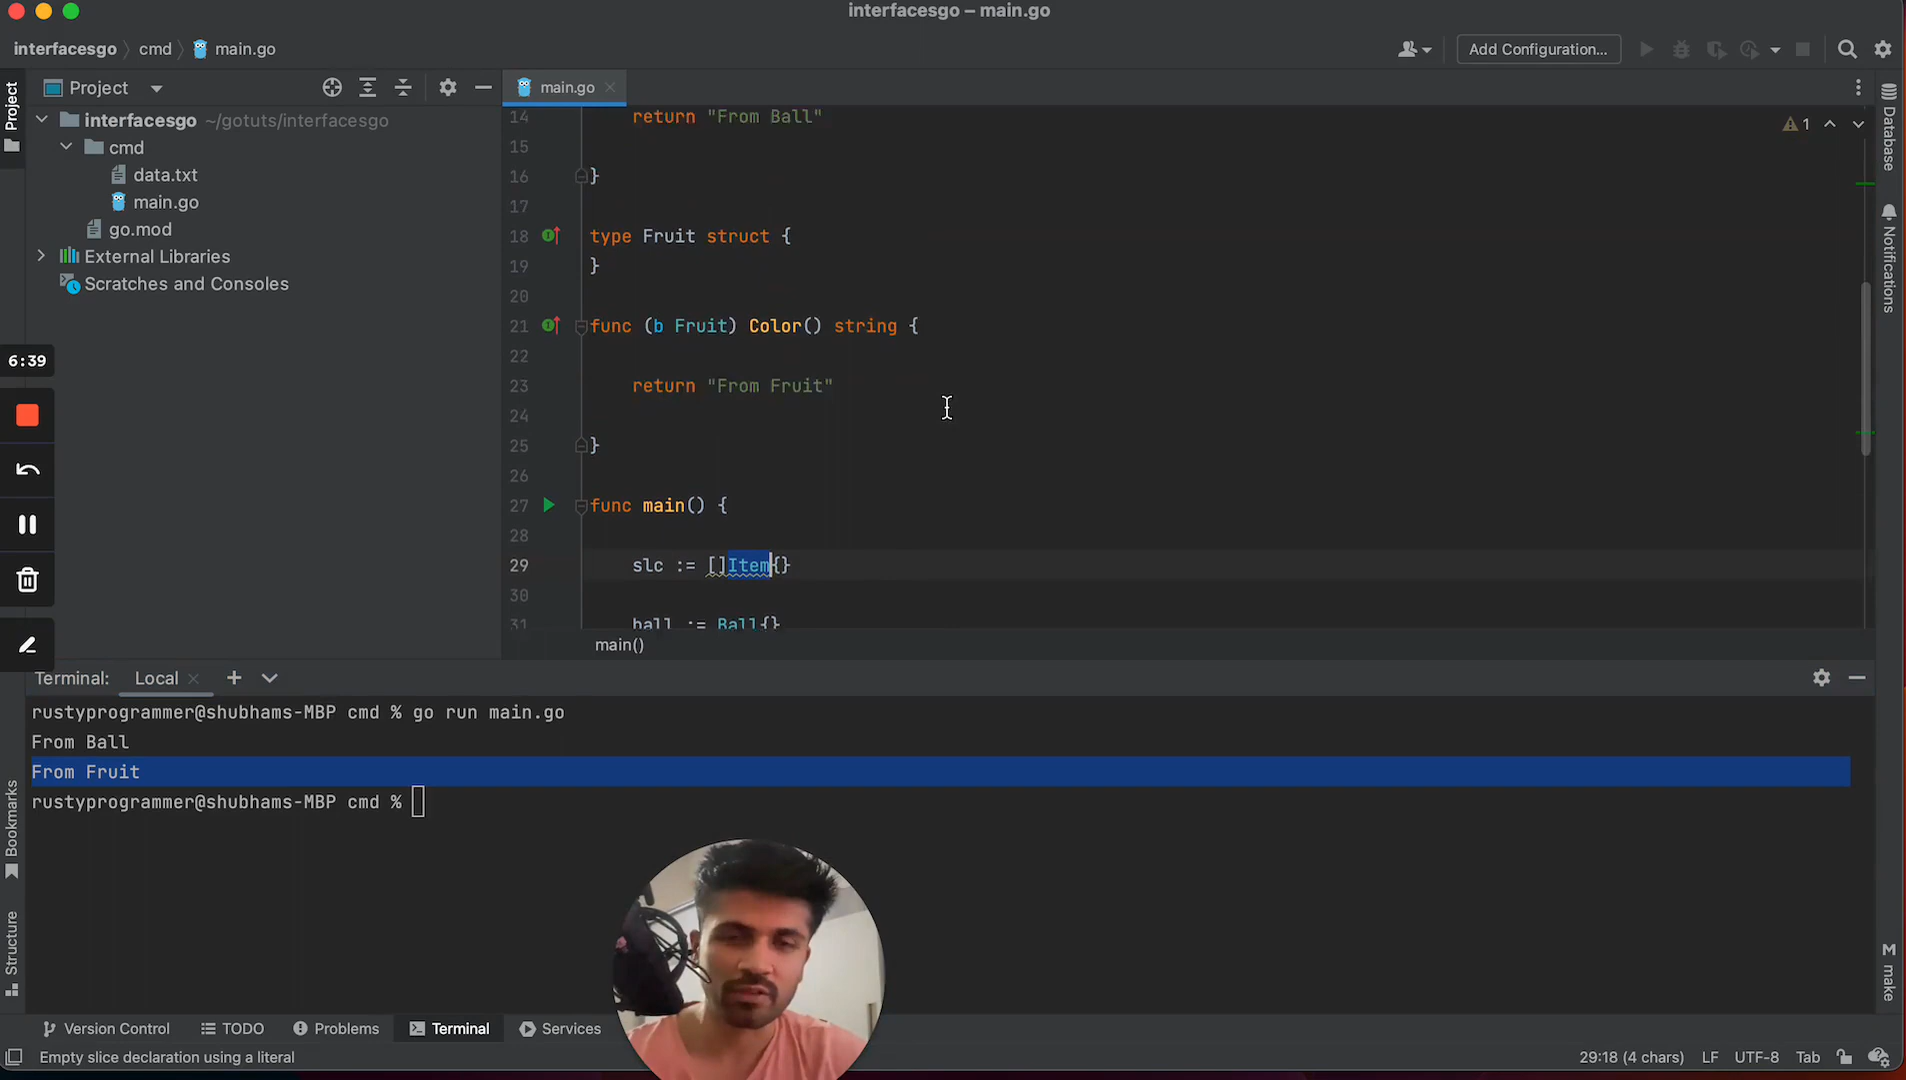 interfacesgo – main.go
interfacesgo cmd main.go
Add Configuration...
Project
Project
main.go
interfacesgo ~/gotuts/interfacesgo
cmd
data.txt
main.go
go.mod
External Libraries
Scratches and Consoles
6:39
14 return "From Ball"
15
16 }
17
18 type Fruit struct {
19 }
20
21 func (b Fruit) Color() string {
22
23 return "From Fruit"
24
25 }
26
27 func main() {
28
29 slc := []Item{}
30
31 ball := Ball{}
1
main()
Database
Notifications
M make
Terminal: Local
rustyprogrammer@shubhams-MBP cmd % go run main.go
From Ball
From Fruit
rustyprogrammer@shubhams-MBP cmd %
Bookmarks
Structure
Version Control TODO Problems Terminal Services
Empty slice declaration using a literal
29:18 (4 chars) LF UTF-8 Tab